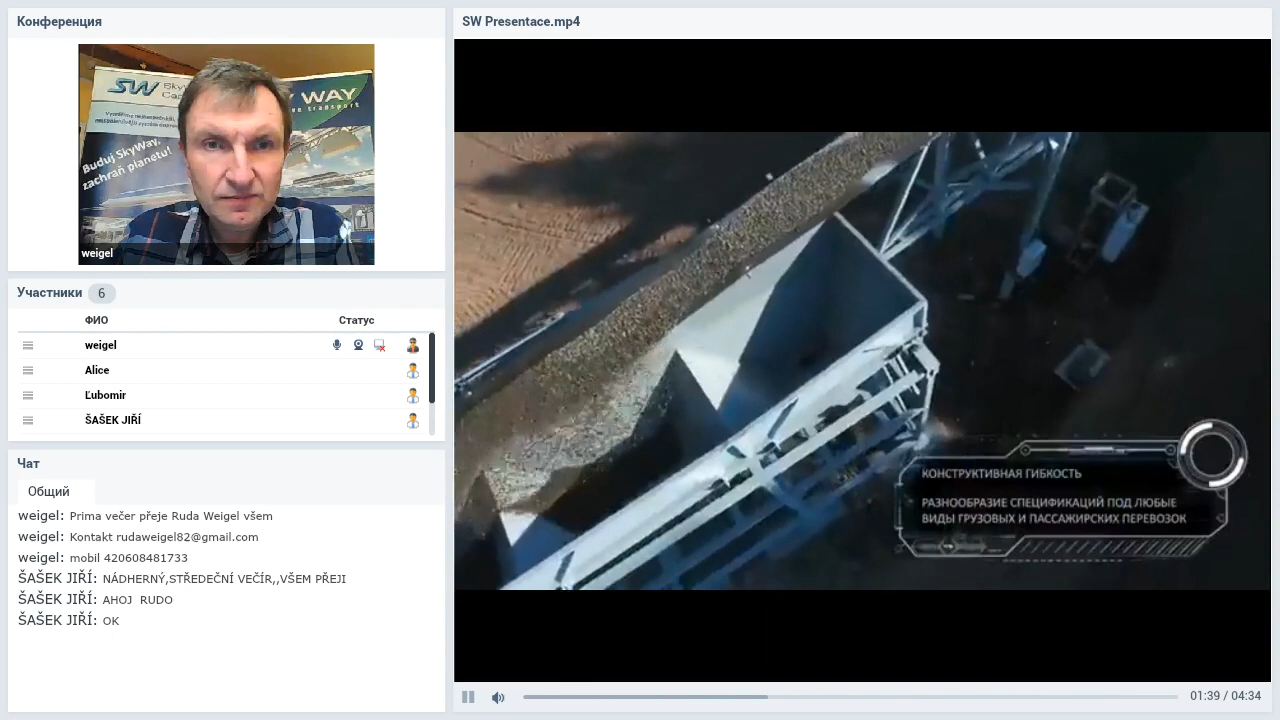 Конференция
SW
WAY
Buduj SkyWay,
zachraň planetu!
weigel
Участники 6
ФИО Статус
weigel
Alice
Ľubomir
ŠAŠEK JIŘÍ
Чат
Общий
weigel: Prima večer přeje Ruda Weigel všem
weigel: Kontakt rudaweigel82@gmail.com
weigel: mobil 420608481733
ŠAŠEK JIŘÍ: NÁDHERNÝ,STŘEDEČNÍ VEČÍR,,VŠEM PŘEJI
ŠAŠEK JIŘÍ: AHOJ RUDO
ŠAŠEK JIŘÍ: OK
SW Presentace.mp4
КОНСТРУКТИВНАЯ ГИБКОСТЬ
РАЗНООБРАЗИЕ СПЕЦИФИКАЦИЙ ПОД ЛЮБЫЕ
ВИДЫ ГРУЗОВЫХ И ПАССАЖИРСКИХ ПЕРЕВОЗОК
01:39 / 04:34